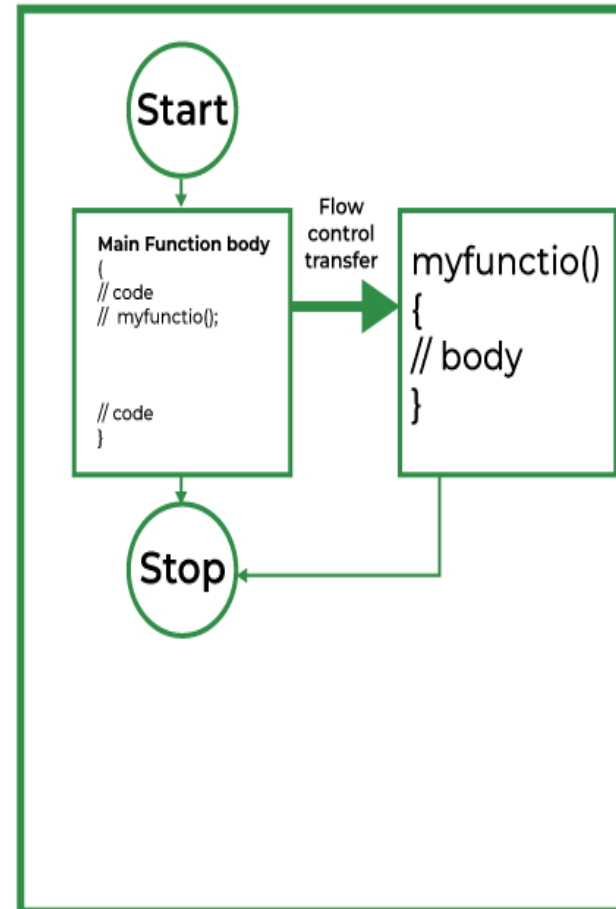 Start
Main Function body
{
// code
// myfunctio();
// code
}
Flow
control
transfer
myfunctio()
{
// body
}
Stop